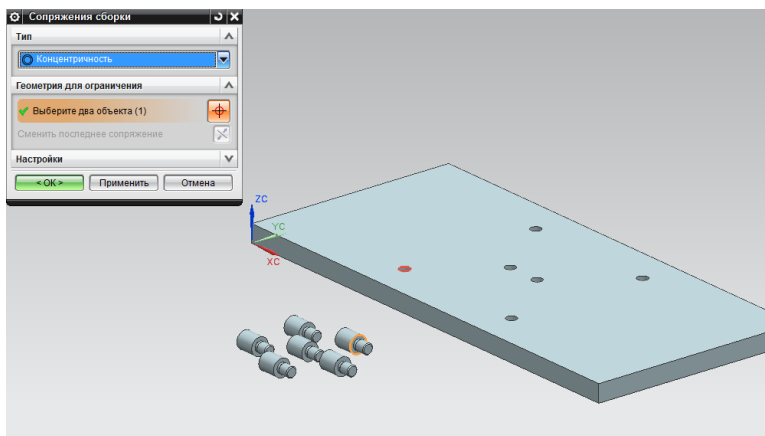 Сопряжения сборки
Тип
Концентричность
Геометрия для ограничения
Выберите два объекта (1)
Сменить последнее сопряжение
Настройки
< ОК >
Применить
Отмена
ZC
YC
XC